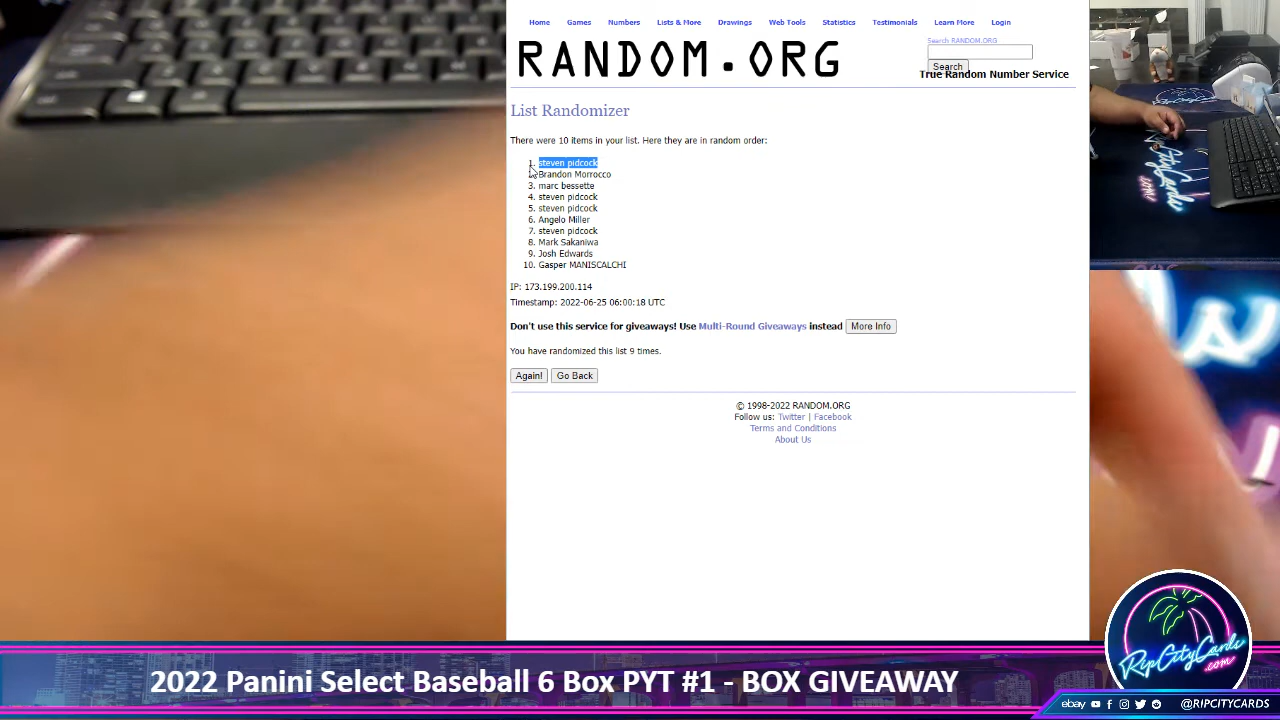 Home Games Numbers Lists & More Drawings Web Tools Statistics Testimonials Learn More Login
RANDOM.ORG
Search RANDOM.ORG
Search
True Random Number Service
List Randomizer
There were 10 items in your list. Here they are in random order:
1. steven pidcock
Brandon Morrocco
3. marc bessette
4. steven pidcock
5. steven pidcock
6. Angelo Miller
7. steven pidcock
8. Mark Sakaniwa
9. Josh Edwards
10. Gasper MANISCALCHI
IP: 173.199.200.114
Timestamp: 2022-06-25 06:00:18 UTC
Don't use this service for giveaways! Use Multi-Round Giveaways instead More Info
You have randomized this list 9 times.
Again! Go Back
© 1998-2022 RANDOM.ORG
Follow us: Twitter | Facebook
Terms and Conditions
About Us
RipCityCards
.com
2022 Panini Select Baseball 6 Box PYT #1 - BOX GIVEAWAY
ebay @RIPCITYCARDS